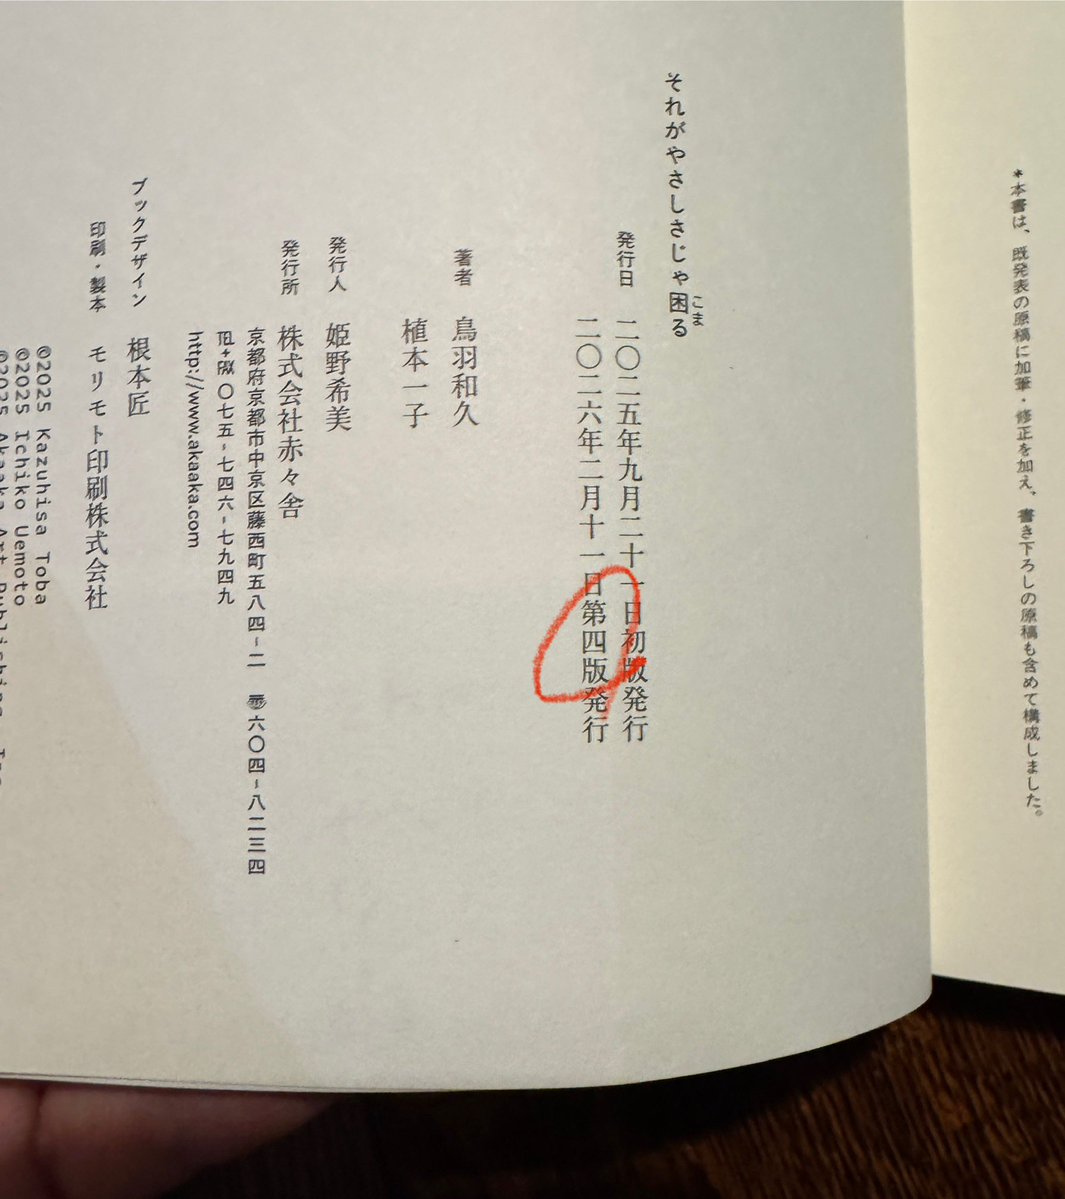 *本書は、既発表の原稿に加筆・修正を加え、書き下ろしの原稿も含めて構成しました。
それがやさしさじゃ困る
こま
発行日 二〇二五年九月二十一日初版発行
二〇二六年二月十一日第四版発行
著者 鳥羽和久
植本一子
発行人 姫野希美
発行所 株式会社赤々舎
京都府京都市中京区藤西町五八四-二 〒六〇四-八二三四
TEL+FAX 〇七五-七四六-七九四九
http://www.akaaka.com
ブックデザイン 根本匠
印刷・製本 モリモト印刷株式会社
©2025 Kazuhisa Toba
©2025 Ichiko Uemoto
©2025 Akaaka Art Publishing, Inc